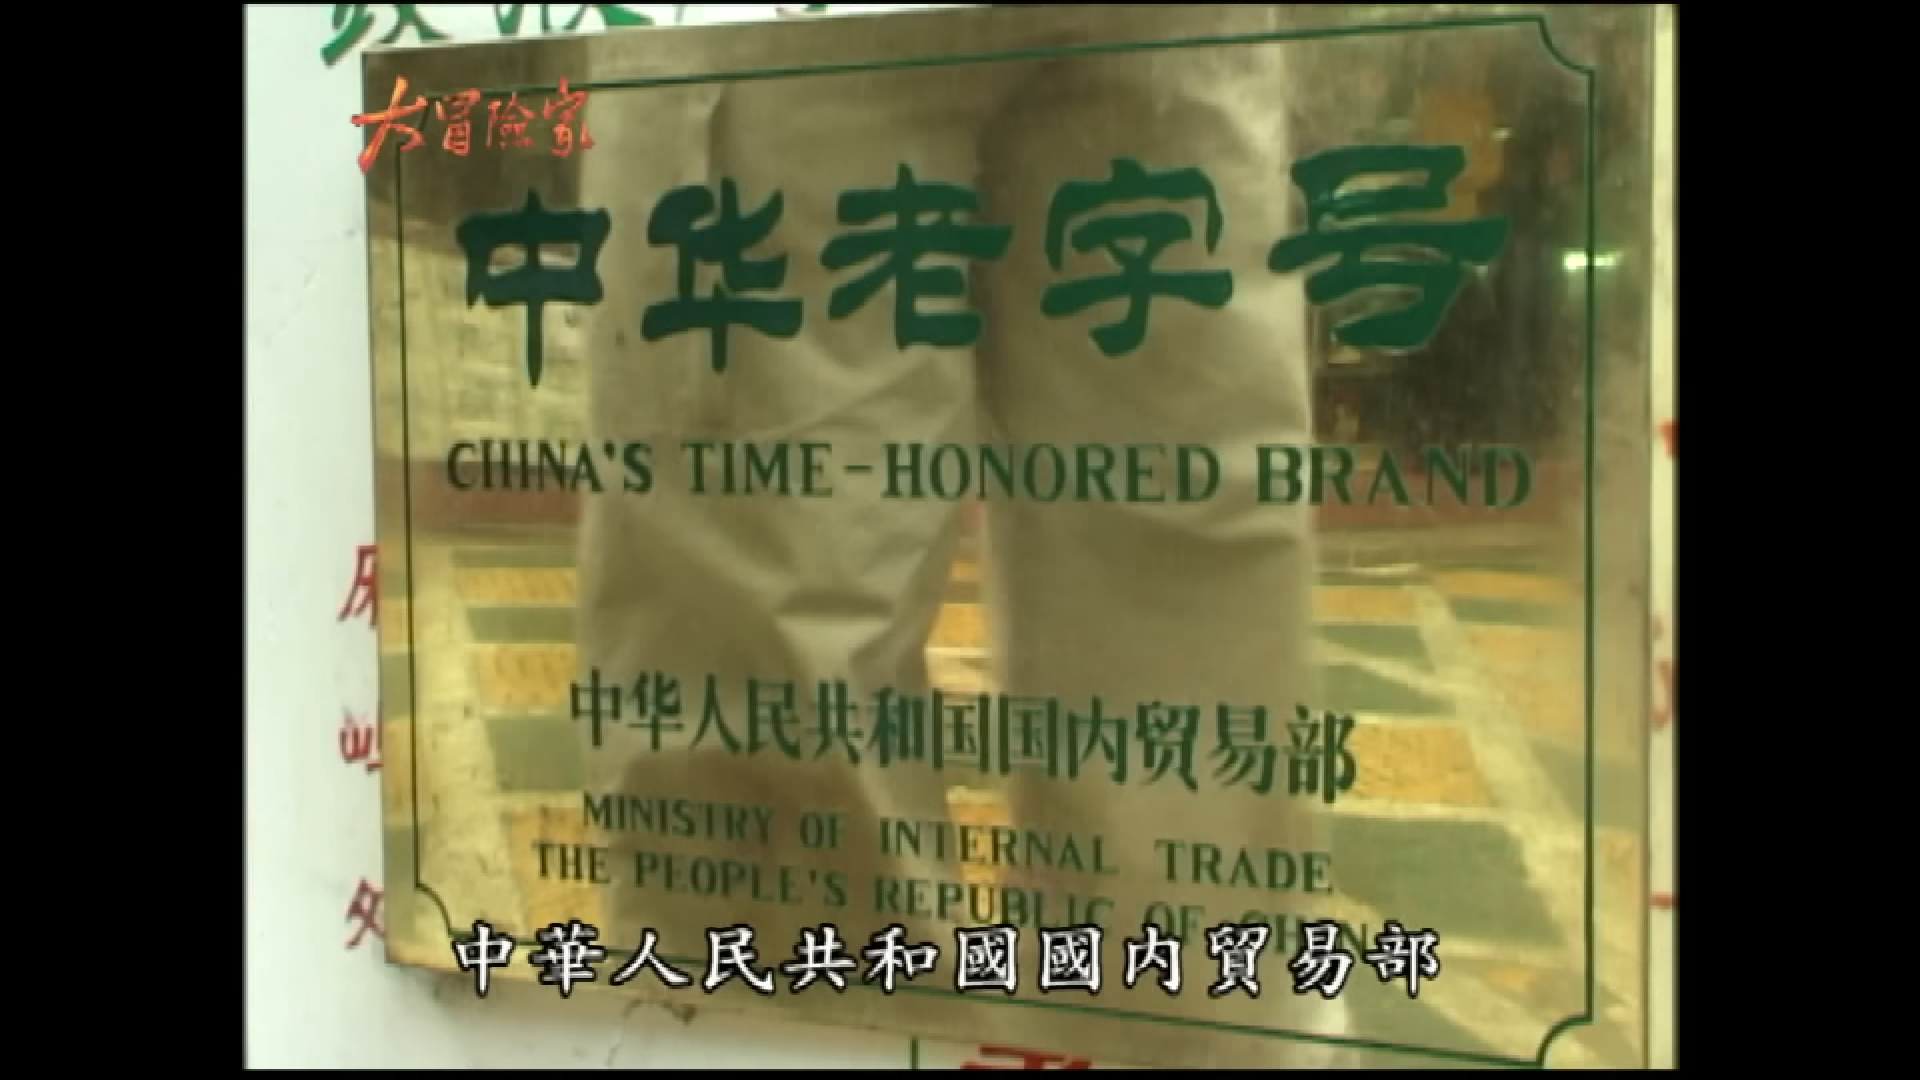 大冒險家
中华老字号
CHINA'S TIME-HONORED BRAND
中华人民共和国国内贸易部
MINISTRY OF INTERNAL TRADE
THE PEOPLE'S REPUBLIC OF CHINA
中華人民共和國國內貿易部